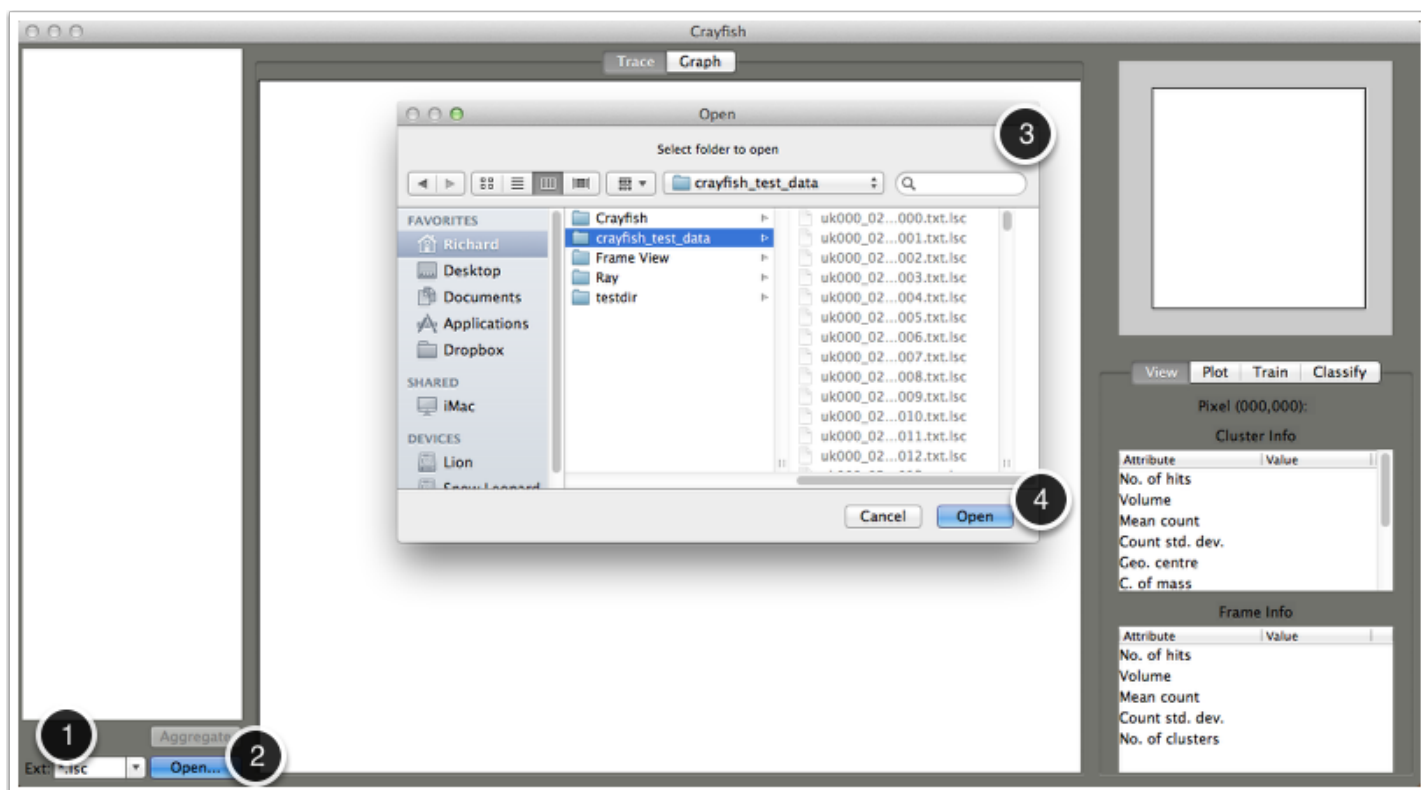 Crayfish
Trace Graph
Open
3
Select folder to open
crayfish_test_data
FAVORITES
Richard
Desktop
Documents
Applications
Dropbox
SHARED
iMac
DEVICES
Lion
Snow Leopard
Crayfish
crayfish_test_data
Frame View
Ray
testdir
uk000_02...000.txt.lsc
uk000_02...001.txt.lsc
uk000_02...002.txt.lsc
uk000_02...003.txt.lsc
uk000_02...004.txt.lsc
uk000_02...005.txt.lsc
uk000_02...006.txt.lsc
uk000_02...007.txt.lsc
uk000_02...008.txt.lsc
uk000_02...009.txt.lsc
uk000_02...010.txt.lsc
uk000_02...011.txt.lsc
uk000_02...012.txt.lsc
Cancel Open
4
View Plot Train Classify
Pixel (000,000):
Cluster Info
Attribute Value
No. of hits
Volume
Mean count
Count std. dev.
Geo. centre
C. of mass
Frame Info
Attribute Value
No. of hits
Volume
Mean count
Count std. dev.
No. of clusters
1
Aggregate
2
Ext: *.lsc Open...